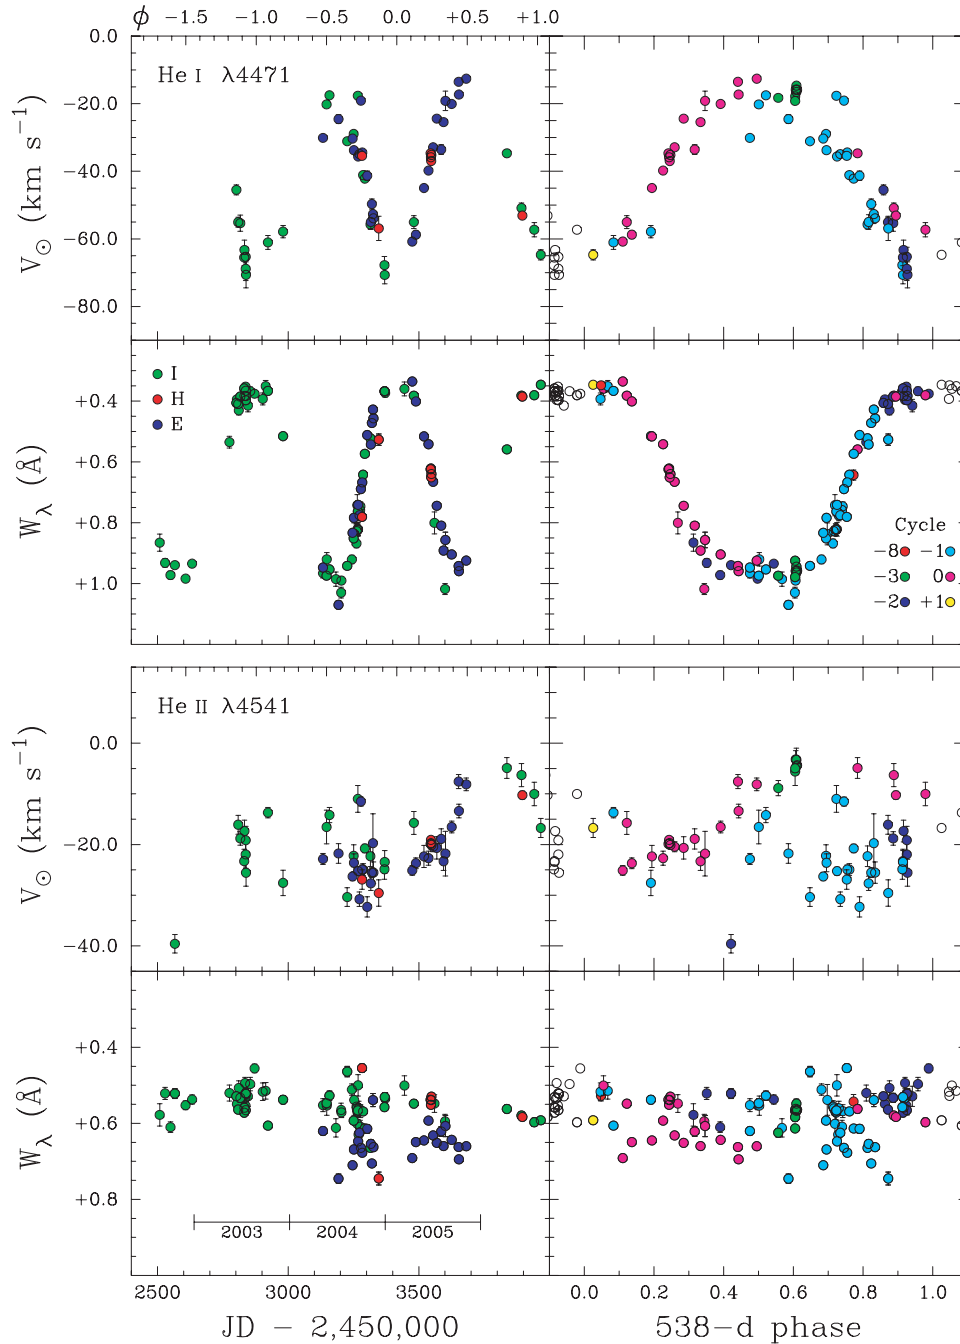 ϕ −1.5 −1.0 −0.5 0.0 +0.5 +1.0
0.0
−20.0
−40.0
−60.0
−80.0
V☉ (km s⁻¹)
He I λ4471
+0.4
+0.6
+0.8
+1.0
Wλ (Å)
I
H
E
Cycle
−8 −1
−3 0
−2 +1
0.0
−20.0
−40.0
V☉ (km s⁻¹)
He II λ4541
+0.4
+0.6
+0.8
Wλ (Å)
2003 2004 2005
2500 3000 3500 0.0 0.2 0.4 0.6 0.8 1.0
JD − 2,450,000 538−d phase